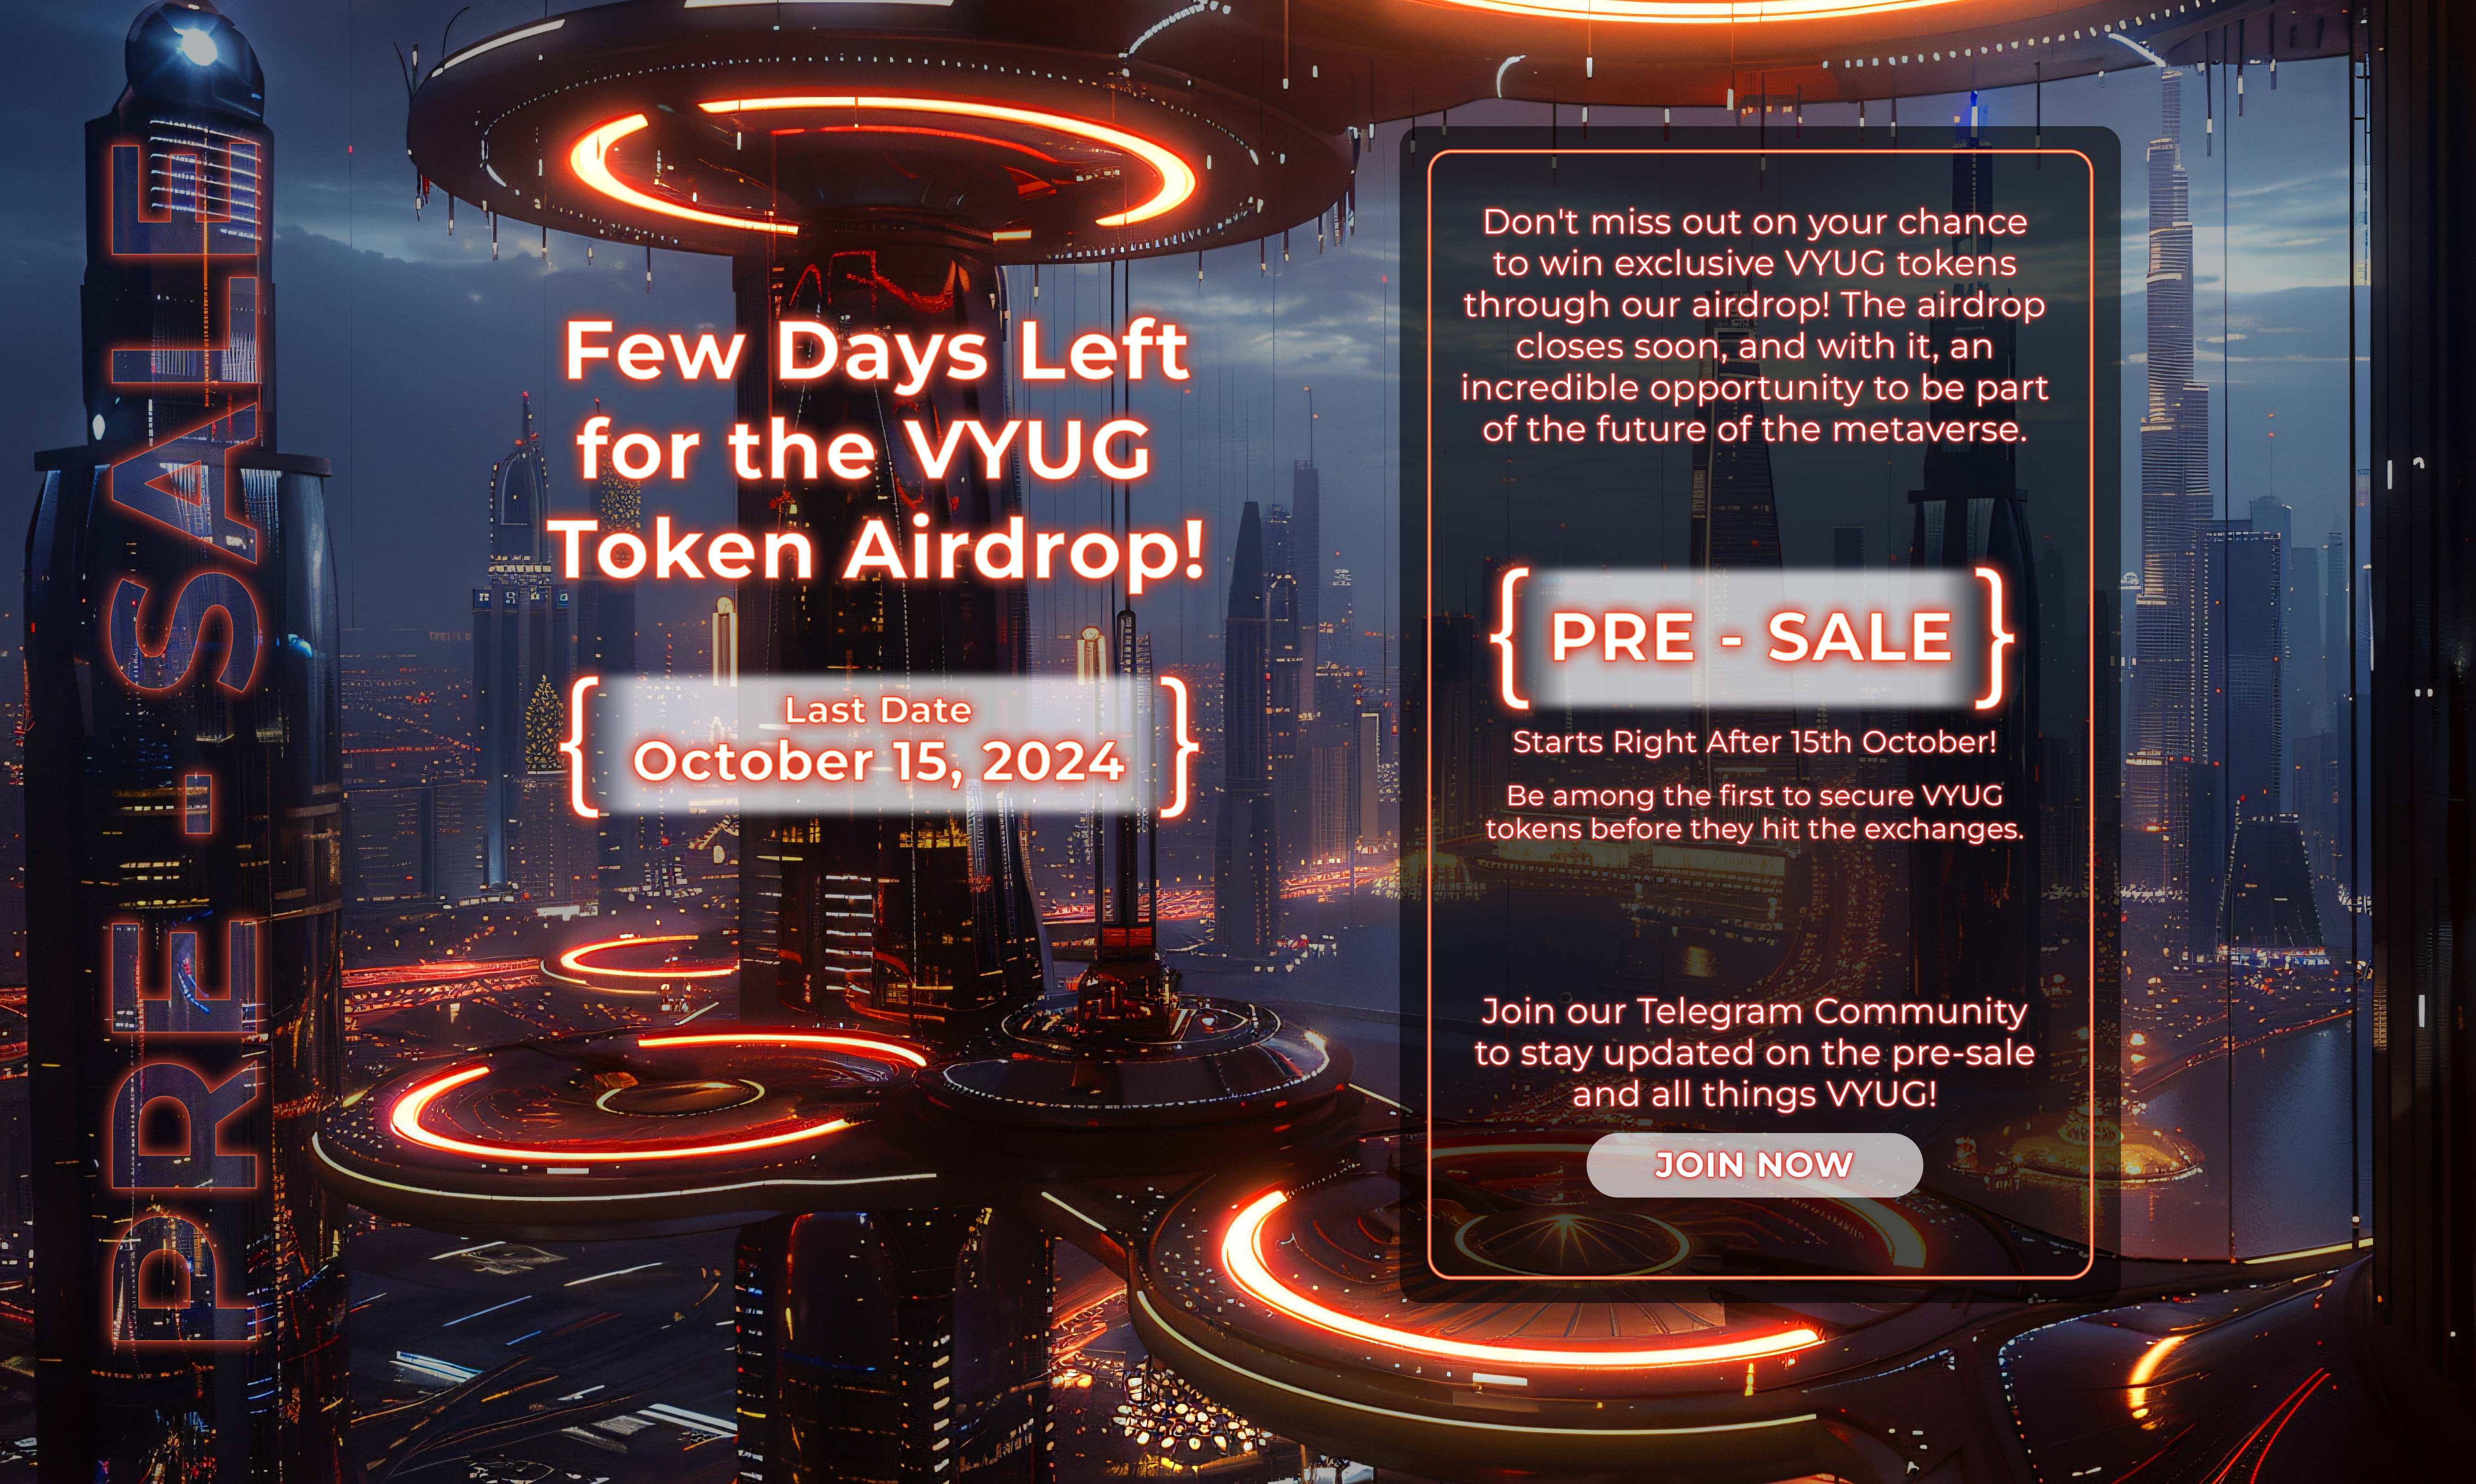 PRE - SALE
Few Days Left
for the VYUG
Token Airdrop!
Last Date
October 15, 2024
Don't miss out on your chance
to win exclusive VYUG tokens
through our airdrop! The airdrop
closes soon, and with it, an
incredible opportunity to be part
of the future of the metaverse.
PRE - SALE
Starts Right After 15th October!
Be among the first to secure VYUG
tokens before they hit the exchanges.
Join our Telegram Community
to stay updated on the pre-sale
and all things VYUG!
JOIN NOW